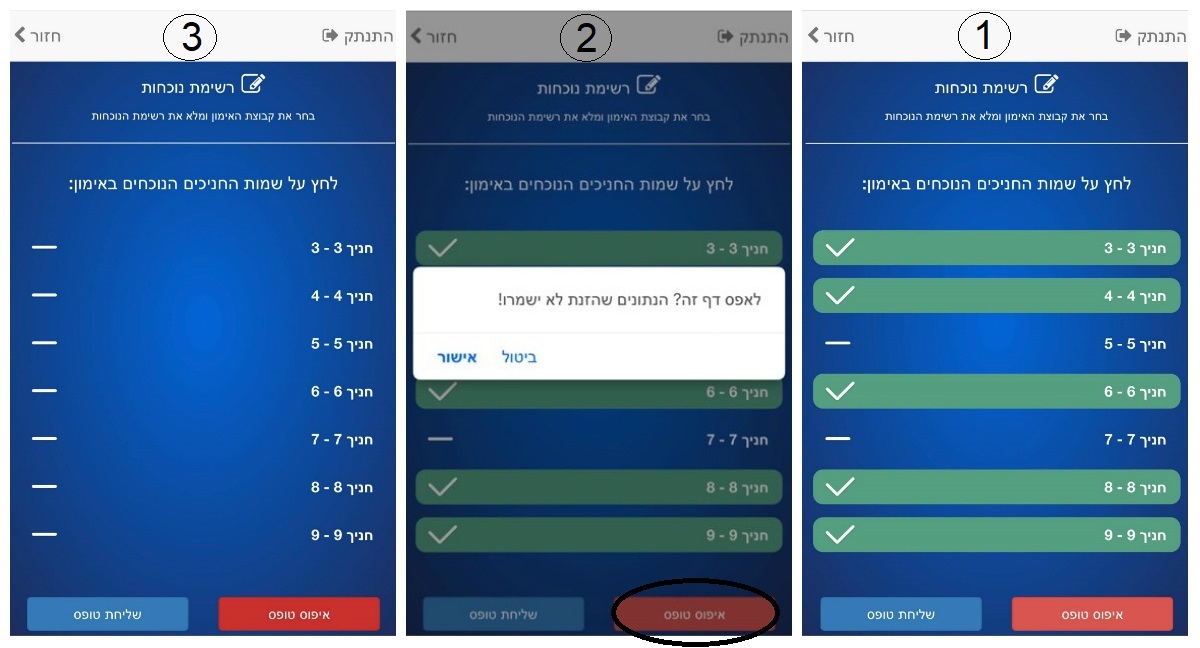 1
התנתק
חזור
רשימת נוכחות
בחר את קבוצת האימון ומלא את רשימת הנוכחות
לחץ על שמות החניכים הנוכחים באימון:
חניך 3 - 3
חניך 4 - 4
חניך 5 - 5
חניך 6 - 6
חניך 7 - 7
חניך 8 - 8
חניך 9 - 9
איפוס טופס
שליחת טופס
2
התנתק
חזור
רשימת נוכחות
בחר את קבוצת האימון ומלא את רשימת הנוכחות
לחץ על שמות החניכים הנוכחים באימון:
חניך 3 - 3
לאפס דף זה? הנתונים שהזנת לא ישמרו!
ביטול
אישור
חניך 6 - 6
חניך 7 - 7
חניך 8 - 8
חניך 9 - 9
איפוס טופס
שליחת טופס
3
התנתק
חזור
רשימת נוכחות
בחר את קבוצת האימון ומלא את רשימת הנוכחות
לחץ על שמות החניכים הנוכחים באימון:
חניך 3 - 3
חניך 4 - 4
חניך 5 - 5
חניך 6 - 6
חניך 7 - 7
חניך 8 - 8
חניך 9 - 9
איפוס טופס
שליחת טופס